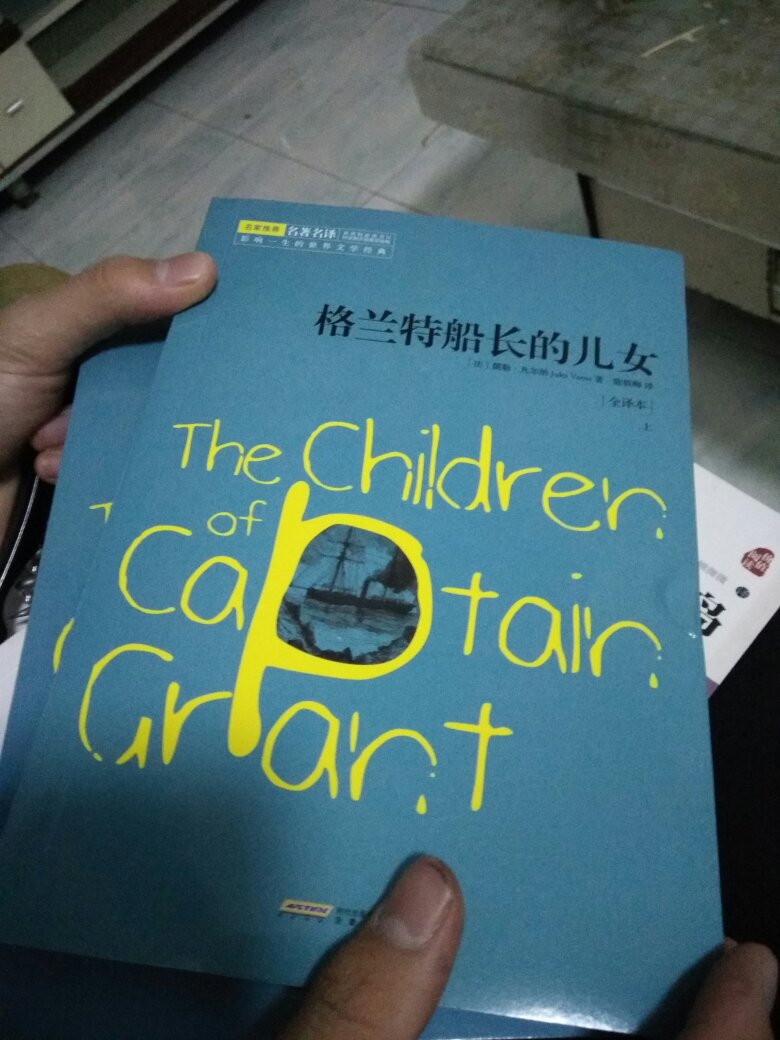 名家推荐 名著名译
影响一生的世界文学经典
格兰特船长的儿女
[法] 儒勒·凡尔纳 Jules Verne 著 译
全译本
上
The Children
of
Captain
Grant